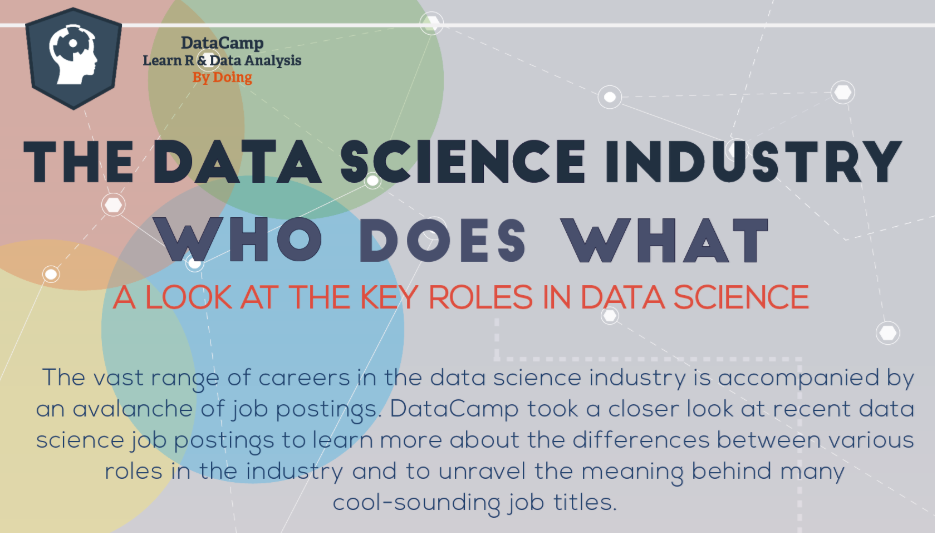 DataCamp
Learn R & Data Analysis
By Doing
THE DATA SCIENCE INDUSTRY
WHO DOES WHAT
A LOOK AT THE KEY ROLES IN DATA SCIENCE
The vast range of careers in the data science industry is accompanied by
an avalanche of job postings. DataCamp took a closer look at recent data
science job postings to learn more about the differences between various
roles in the industry and to unravel the meaning behind many
cool-sounding job titles.